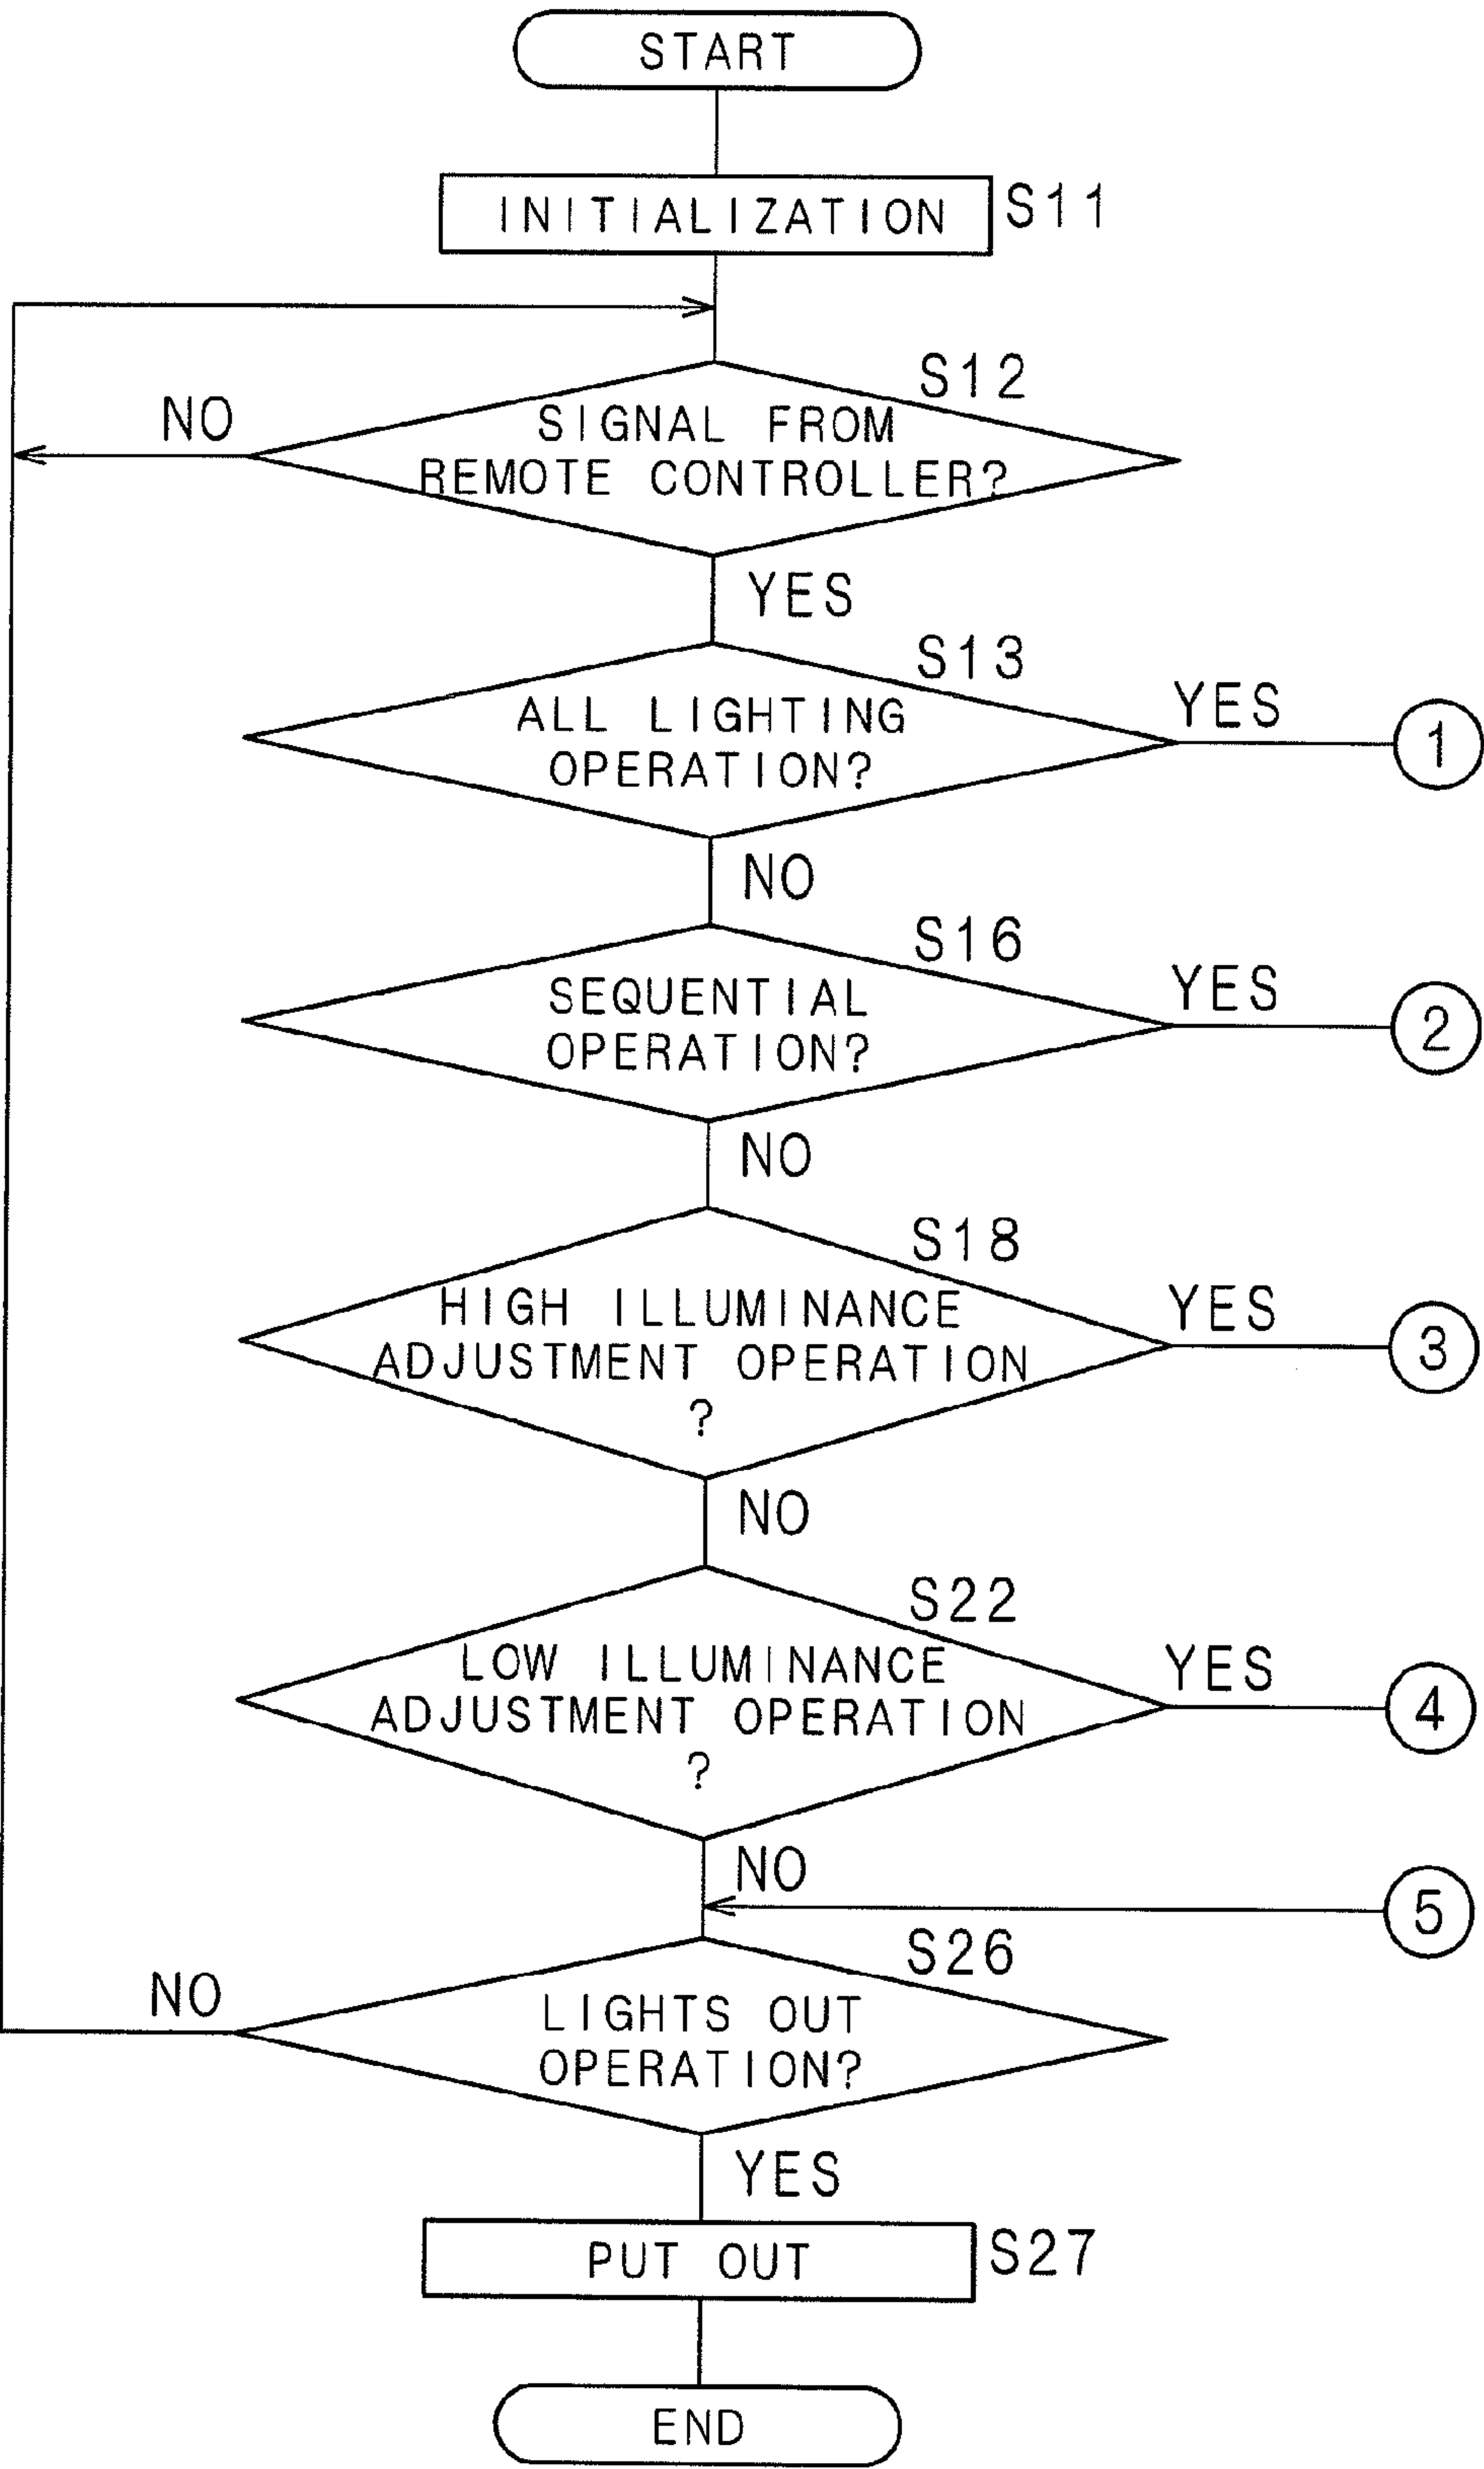 START
INITIALIZATION
S11
S12
NO
SIGNAL FROM
REMOTE CONTROLLER?
YES
S13
ALL LIGHTING
OPERATION?
YES
1
NO
S16
SEQUENTIAL
OPERATION?
YES
2
NO
S18
HIGH ILLUMINANCE
ADJUSTMENT OPERATION
?
YES
3
NO
S22
LOW ILLUMINANCE
ADJUSTMENT OPERATION
?
YES
4
NO
5
S26
NO
LIGHTS OUT
OPERATION?
YES
PUT OUT
S27
END